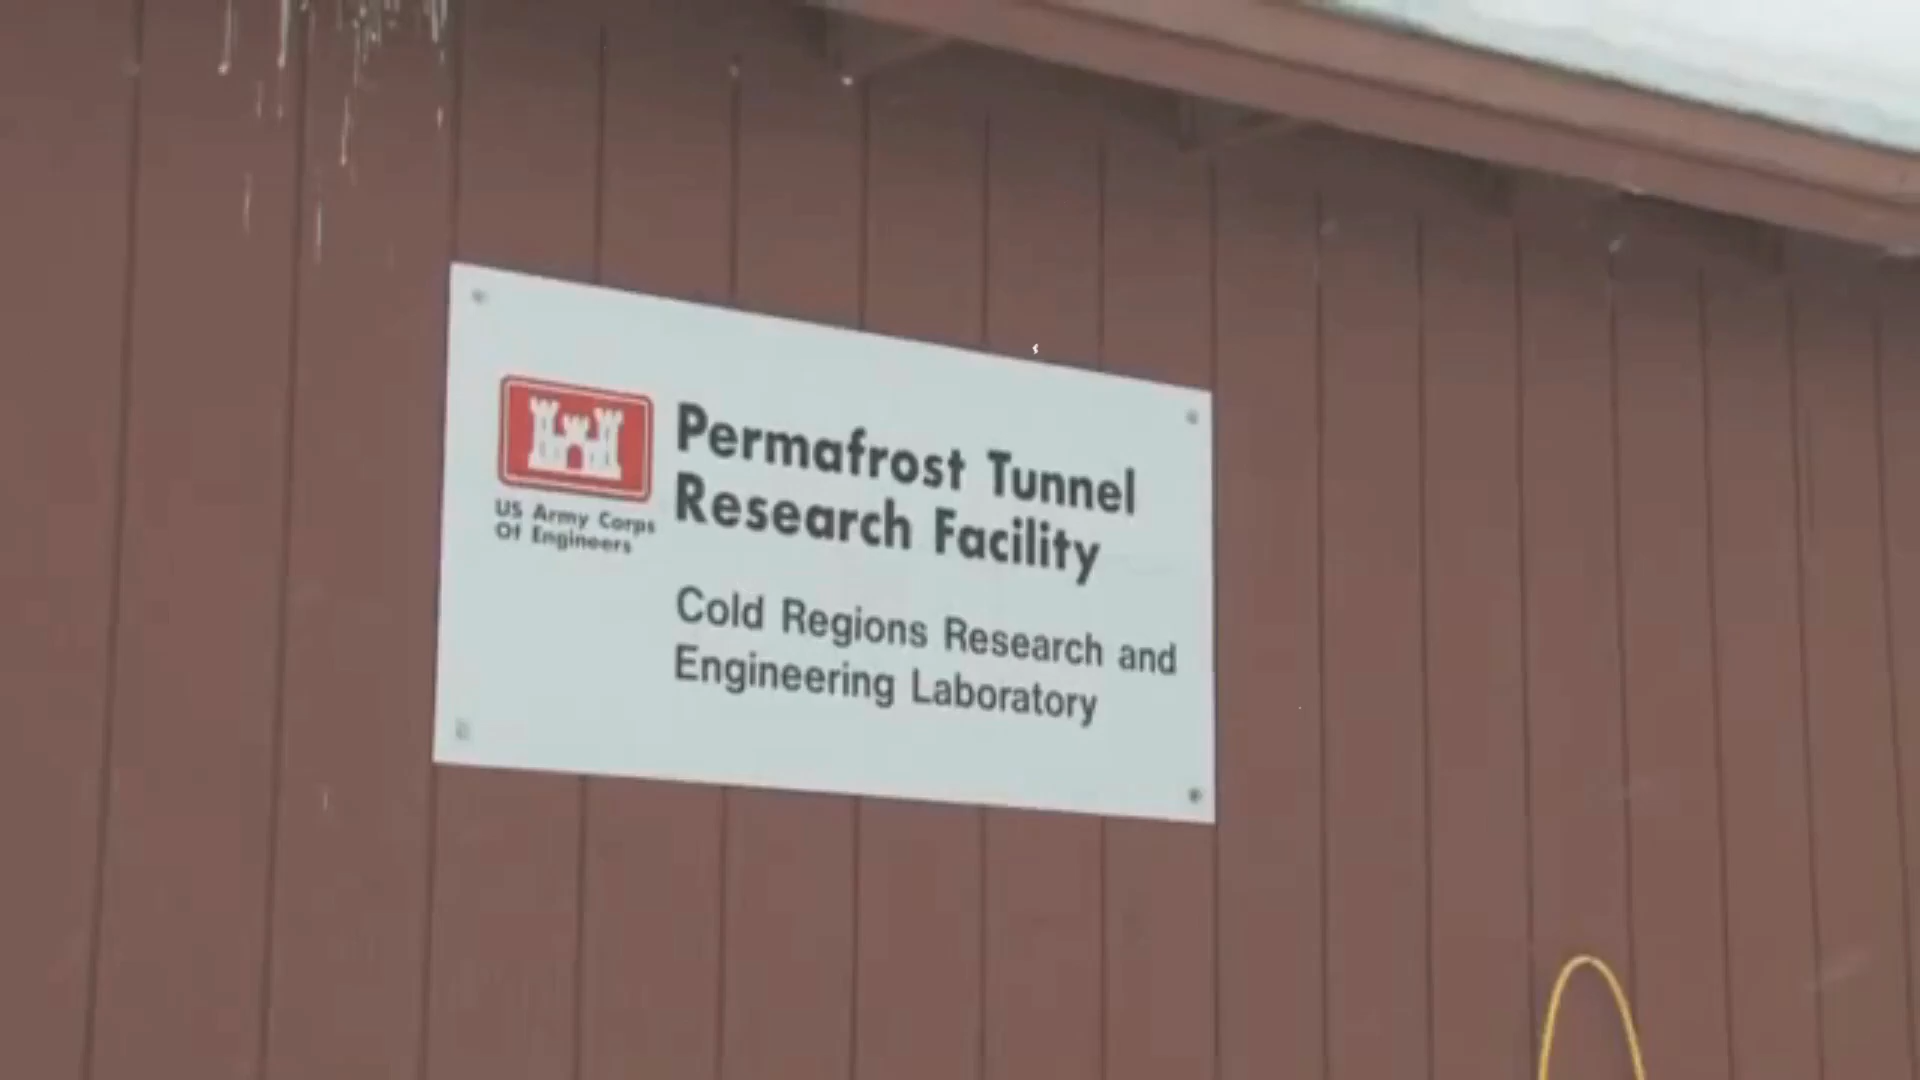 US Army Corps
Of Engineers
Permafrost Tunnel
Research Facility
Cold Regions Research and
Engineering Laboratory